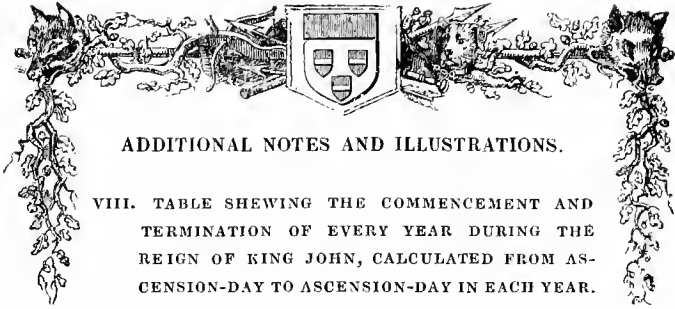 ADDITIONAL NOTES AND ILLUSTRATIONS.
VIII. TABLE SHEWING THE COMMENCEMENT AND
TERMINATION OF EVERY YEAR DURING THE
REIGN OF KING JOHN, CALCULATED FROM AS-
CENSION-DAY TO ASCENSION-DAY IN EACH YEAR.